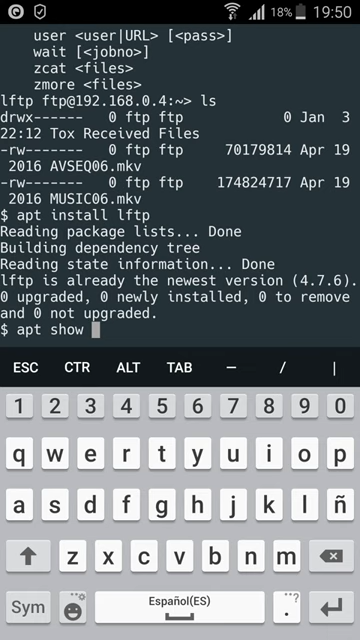 18% 19:50
user <user|URL> [<pass>]
wait [<jobno>]
zcat <files>
zmore <files>
lftp ftp@192.168.0.4:~> ls
drwx------   0 ftp ftp            0 Jan  3
22:12 Tox Received Files
-rw-------   0 ftp ftp     70179814 Apr 19
 2016 AVSEQ06.mkv
-rw-------   0 ftp ftp    174824717 Apr 19
 2016 MUSIC06.mkv
$ apt install lftp
Reading package lists... Done
Building dependency tree
Reading state information... Done
lftp is already the newest version (4.7.6).
0 upgraded, 0 newly installed, 0 to remove
and 0 not upgraded.
$ apt show
ESC CTR ALT TAB – / |
1 2 3 4 5 6 7 8 9 0
q w e r t y u i o p
a s d f g h j k l ñ
z x c v b n m
Sym Español(ES) . ?